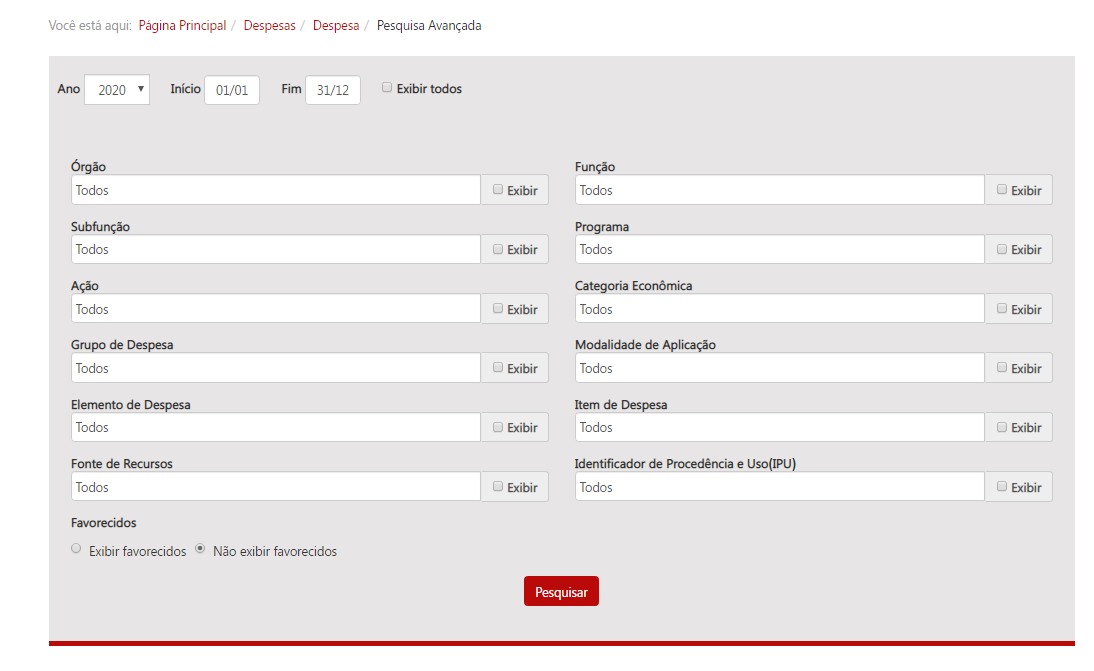 Você está aqui: Página Principal / Despesas / Despesa / Pesquisa Avançada
Ano 2020 Início 01/01 Fim 31/12 Exibir todos
Órgão Função
Todos Exibir Todos Exibir
Subfunção Programa
Todos Exibir Todos Exibir
Ação Categoria Econômica
Todos Exibir Todos Exibir
Grupo de Despesa Modalidade de Aplicação
Todos Exibir Todos Exibir
Elemento de Despesa Item de Despesa
Todos Exibir Todos Exibir
Fonte de Recursos Identificador de Procedência e Uso(IPU)
Todos Exibir Todos Exibir
Favorecidos
Exibir favorecidos Não exibir favorecidos
Pesquisar